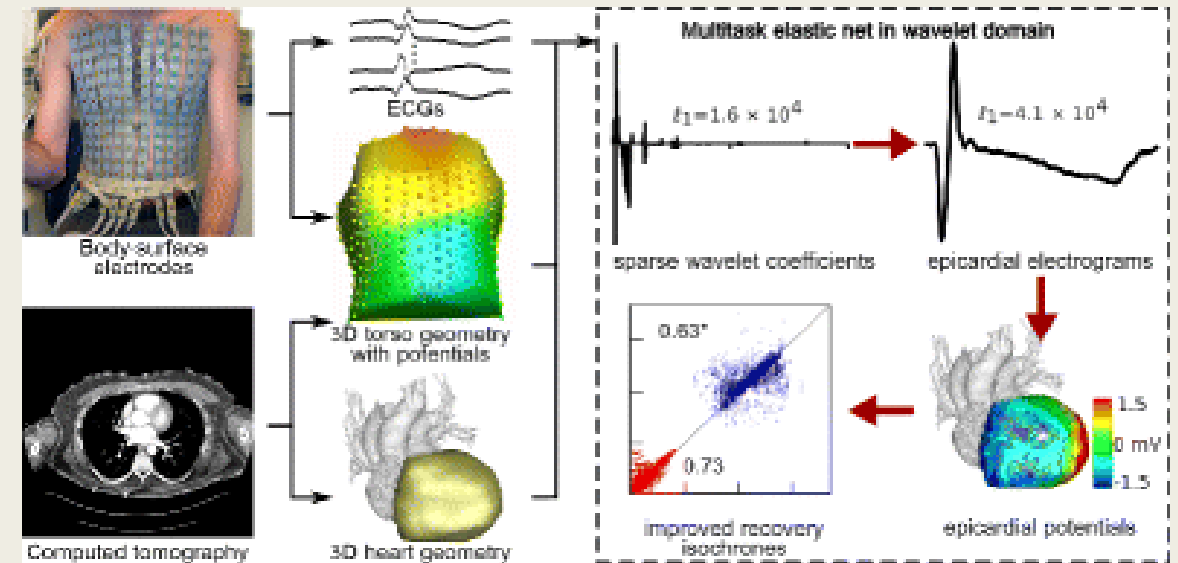 Body-surface
electrodes
Computed tomography
ECGs
3D torso geometry
with potentials
3D heart geometry
Multitask elastic net in wavelet domain
ℓ1=1.6 × 10⁴
ℓ1=4.1 × 10⁴
sparse wavelet coefficients
epicardial electrograms
1.5
0 mV
-1.5
epicardial potentials
0.63*
0.73
improved recovery
isochrones